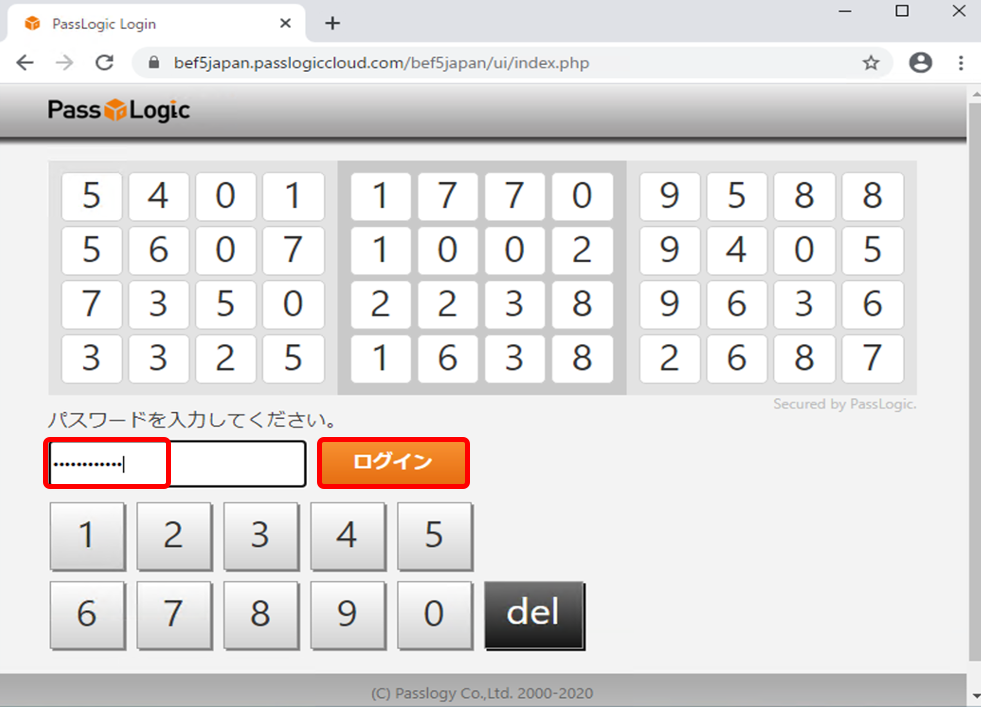 PassLogic Login
bef5japan.passlogiccloud.com/bef5japan/ui/index.php
PassLogic
5 4 0 1 1 7 7 0 9 5 8 8
5 6 0 7 1 0 0 2 9 4 0 5
7 3 5 0 2 2 3 8 9 6 3 6
3 3 2 5 1 6 3 8 2 6 8 7
Secured by PassLogic.
パスワードを入力してください。
••••••••••••
ログイン
1 2 3 4 5
6 7 8 9 0 del
(C) Passlogy Co.,Ltd. 2000-2020